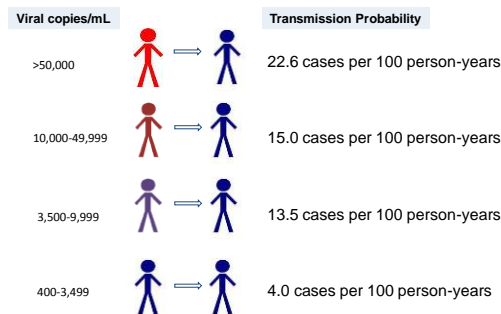 Viral copies/mL Transmission Probability
>50,000 22.6 cases per 100 person-years
10,000-49,999 15.0 cases per 100 person-years
3,500-9,999 13.5 cases per 100 person-years
400-3,499 4.0 cases per 100 person-years